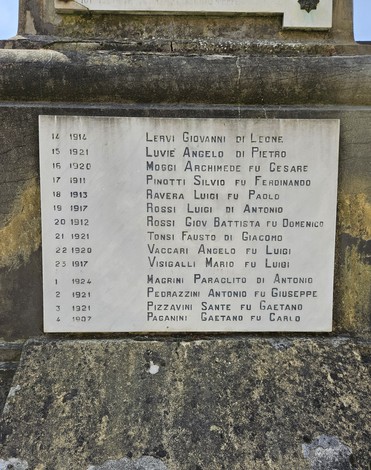 14 1914 LERVI GIOVANNI DI LEONE
15 1921 LUVIÉ ANGELO DI PIETRO
16 1920 MOGGI ARCHIMEDE FU CESARE
17 1911 PINOTTI SILVIO FU FERDINANDO
18 1913 RAVERA LUIGI FU PAOLO
19 1917 ROSSI LUIGI DI ANTONIO
20 1912 ROSSI GIOV BATTISTA FU DOMENICO
21 1921 TONSI FAUSTO DI GIACOMO
22 1920 VACCARI ANGELO FU LUIGI
23 1917 VISIGALLI MARIO FU LUIGI
1 1924 MAGRINI PARAGLITO DI ANTONIO
2 1921 PEDRAZZINI ANTONIO FU GIUSEPPE
3 1921 PIZZAVINI SANTE FU GAETANO
4 1907 PAGANINI GAETANO FU CARLO